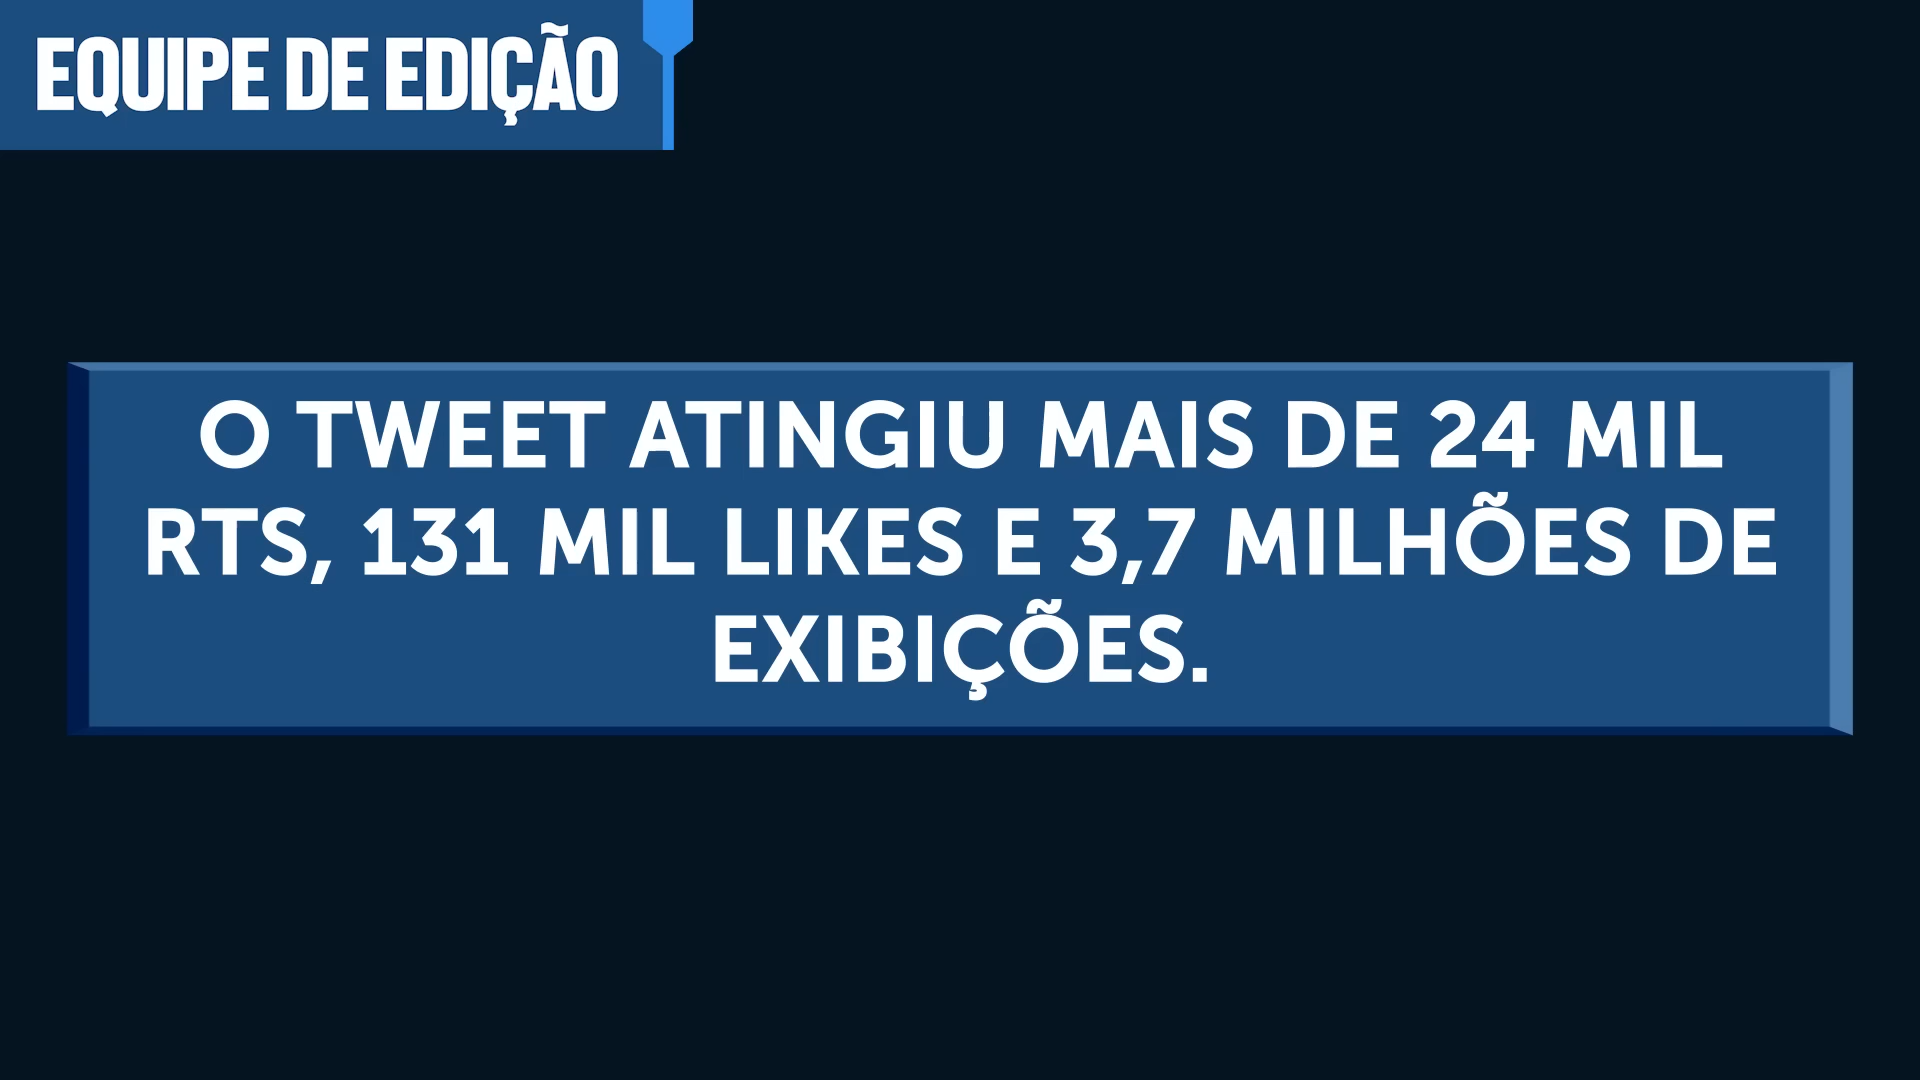 EQUIPE DE EDIÇÃO
O TWEET ATINGIU MAIS DE 24 MIL
RTS, 131 MIL LIKES E 3,7 MILHÕES DE
EXIBIÇÕES.